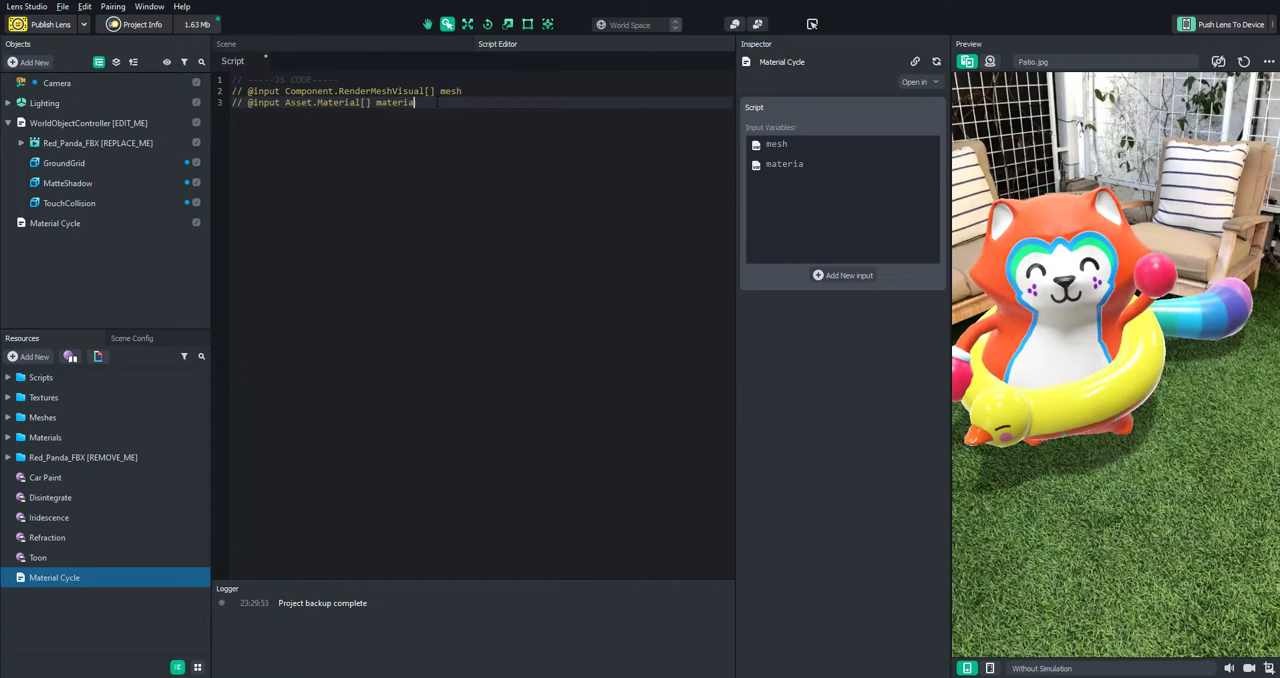 Lens Studio File Edit Pairing Window Help
Publish Lens Project Info 1.63 Mb World Space Push Lens To Device
Objects
Add New
Camera
Lighting
WorldObjectController [EDIT_ME]
Red_Panda_FBX [REPLACE_ME]
GroundGrid
MatteShadow
TouchCollision
Material Cycle
Resources Scene Config
Add New
Scripts
Textures
Meshes
Materials
Red_Panda_FBX [REMOVE_ME]
Car Paint
Disintegrate
Iridescence
Refraction
Toon
Material Cycle
Scene Script Editor
Script
1 // -----JS CODE-----
2 // @input Component.RenderMeshVisual[] mesh
3 // @input Asset.Material[] materia
Logger
23:29:53 Project backup complete
Inspector
Material Cycle
Open in
Script
Input Variables:
mesh
materia
Add New input
Preview
Patio.jpg
Without Simulation